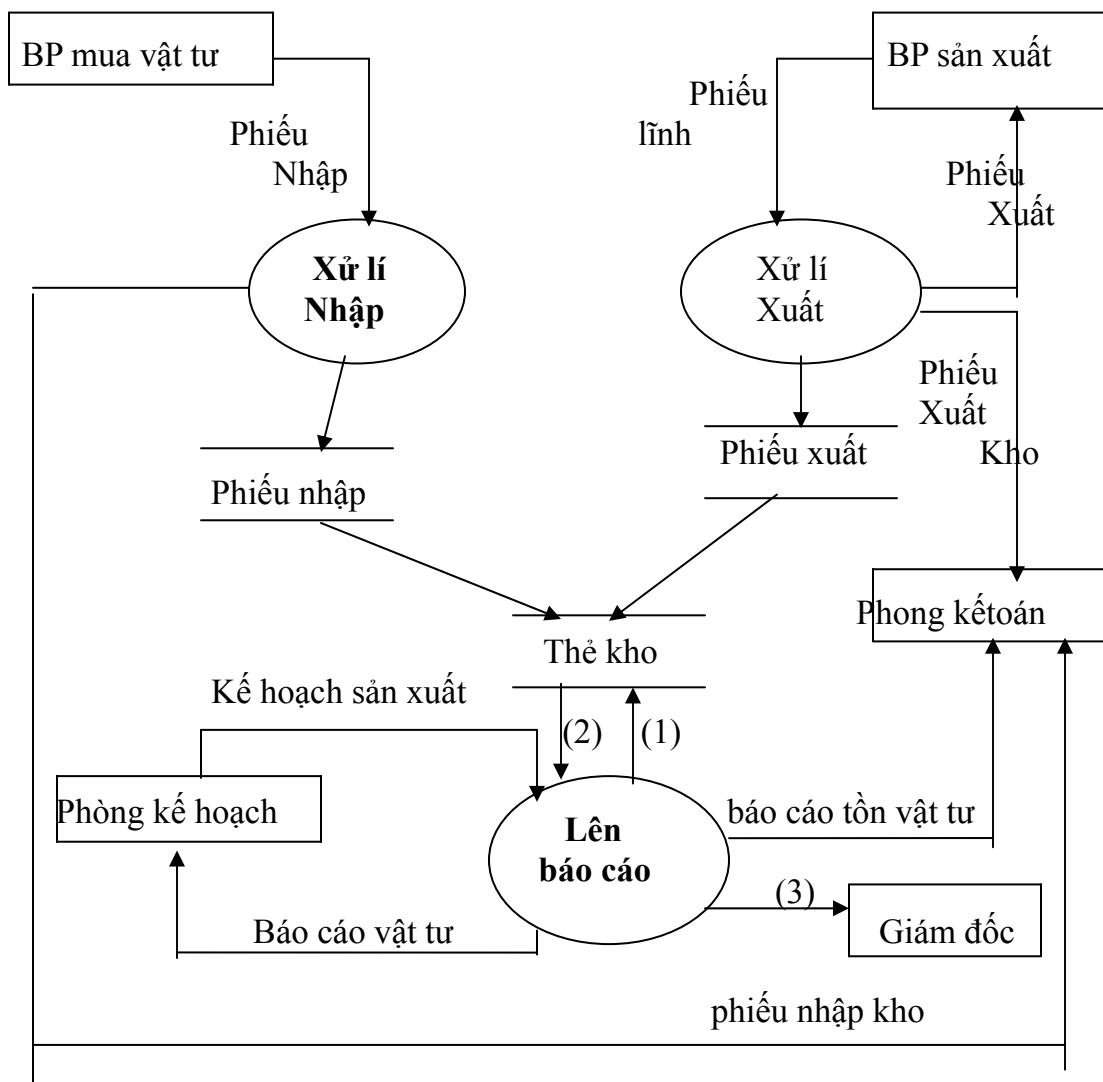 BP mua vật tư
BP sản xuất
Phiếu
lĩnh
Phiếu
Nhập
Phiếu
Xuất
Xử lí
Nhập
Xử lí
Xuất
Phiếu
Xuất
Kho
Phiếu xuất
Phiếu nhập
Phong kếtoán
Thẻ kho
Kế hoạch sản xuất
(2)
(1)
Phòng kế hoạch
báo cáo tồn vật tư
Lên
báo cáo
(3)
Báo cáo vật tư
Giám đốc
phiếu nhập kho